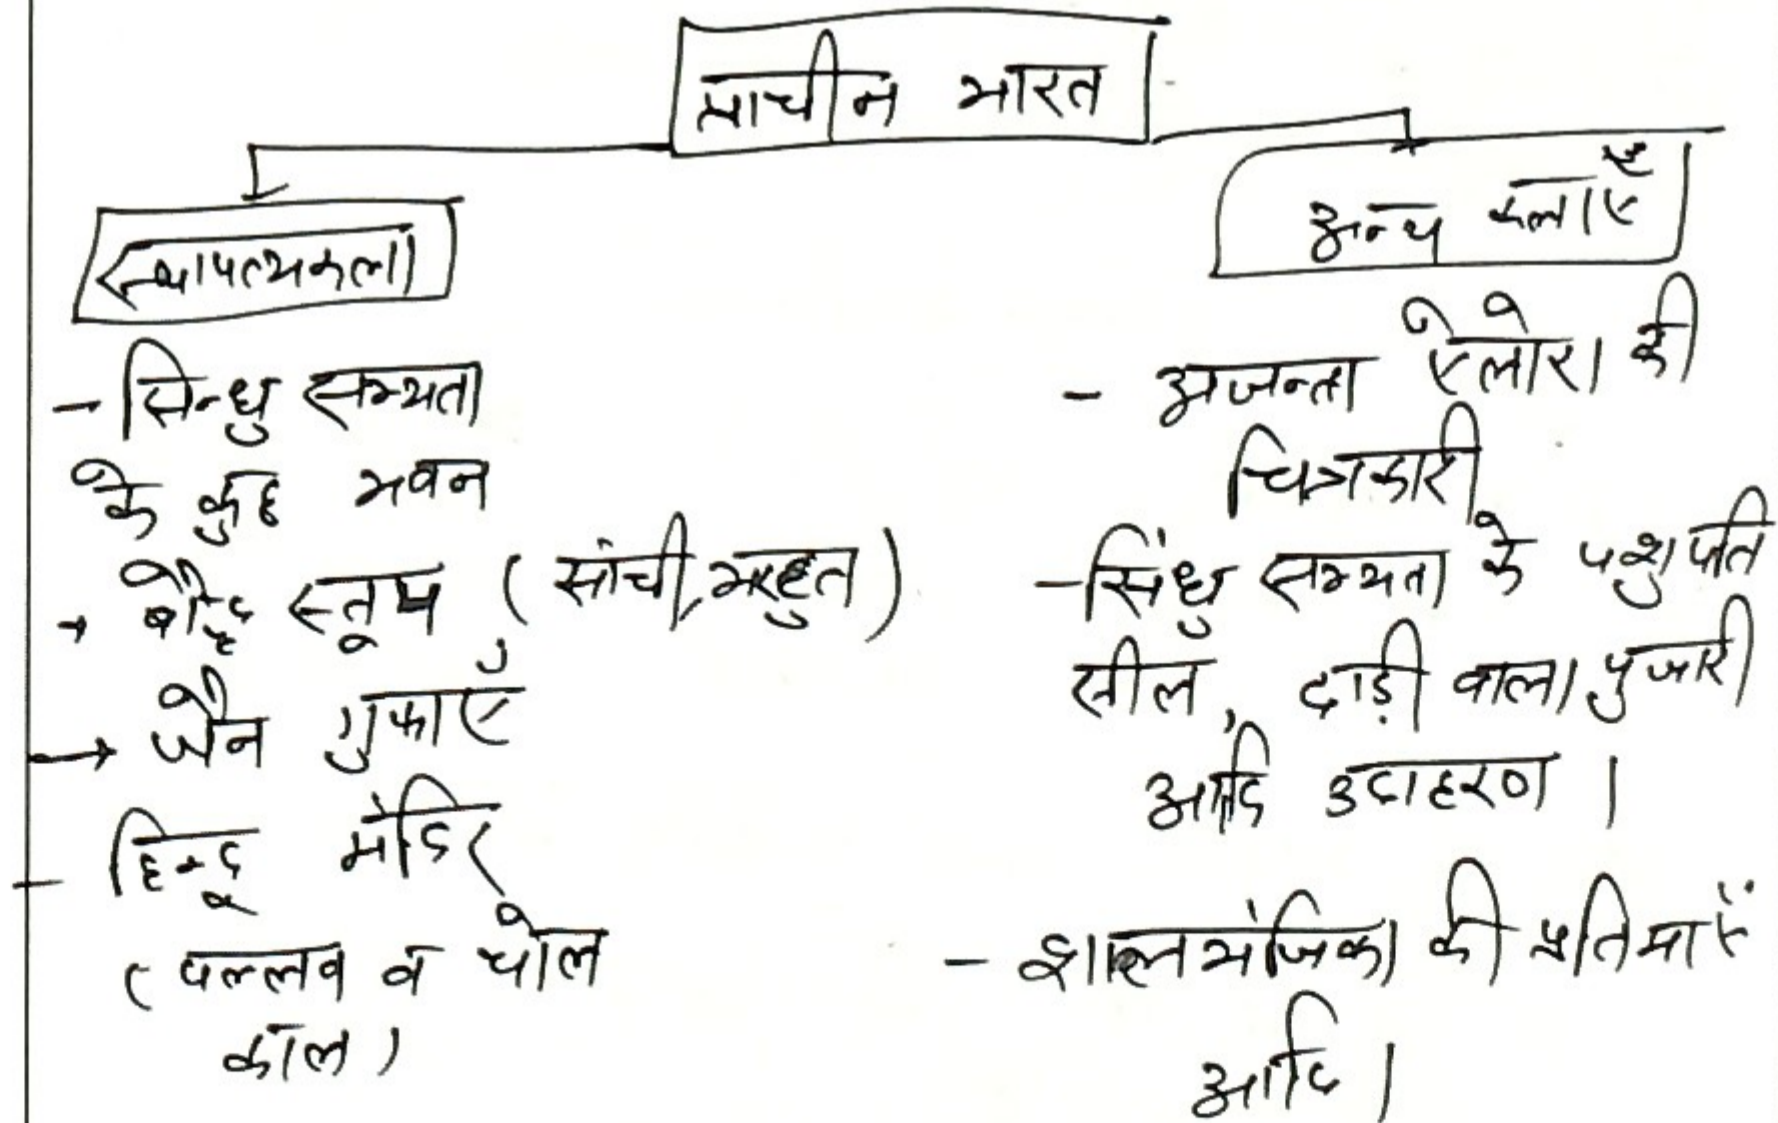 प्राचीन भारत
स्थापत्यकला
- सिन्धु सभ्यता
के कुछ भवन
→ बौद्ध स्तूप (सांची, भरहुत)
→ जैन गुफाएँ
- हिन्दू मंदिर
(पल्लव व चोल
काल)
अन्य कलाएँ
- अजन्ता ऐलोरा की
चित्रकारी
- सिंधु सभ्यता के पशुपति
सील, दाड़ी वाला पुजारी
आदि उदाहरण ।
- शालभंजिका की प्रतिमाएँ
आदि ।